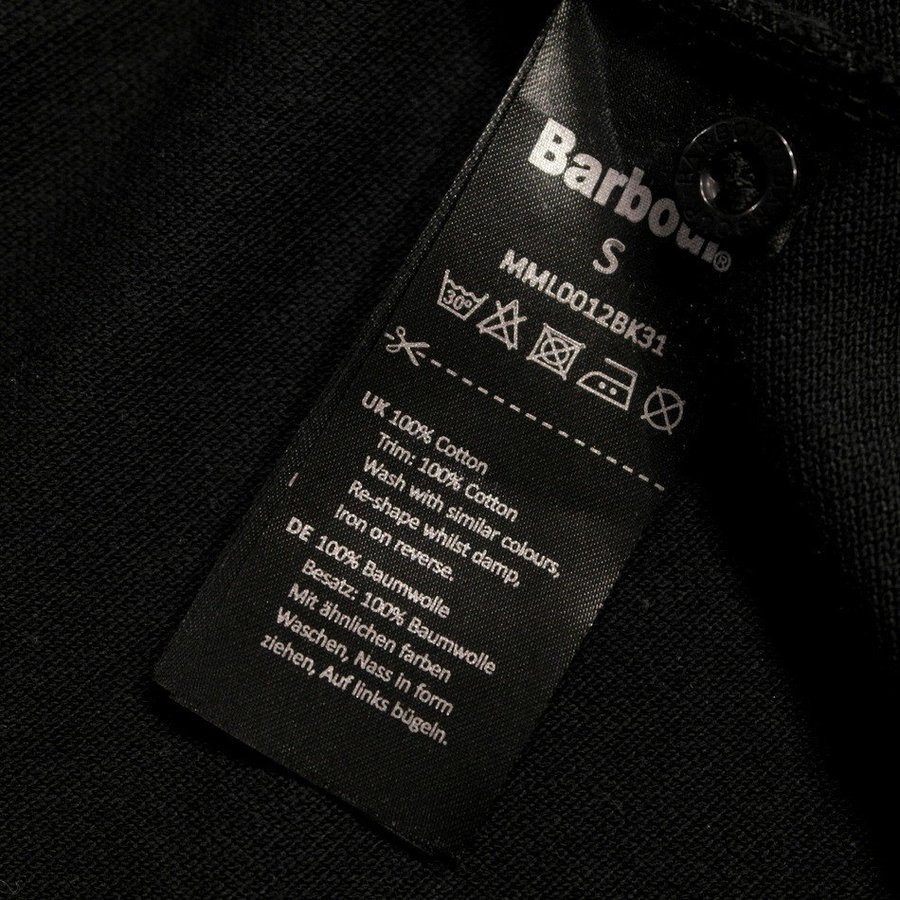 Barbour®
S
MML0012BK31
30°
UK 100% Cotton
Trim: 100% Cotton
Wash with similar colours,
Re-shape whilst damp,
Iron on reverse.
DE 100% Baumwolle
Besatz: 100% Baumwolle
Mit ähnlichen farben
Waschen, Nass in form
ziehen, Auf links bügeln.